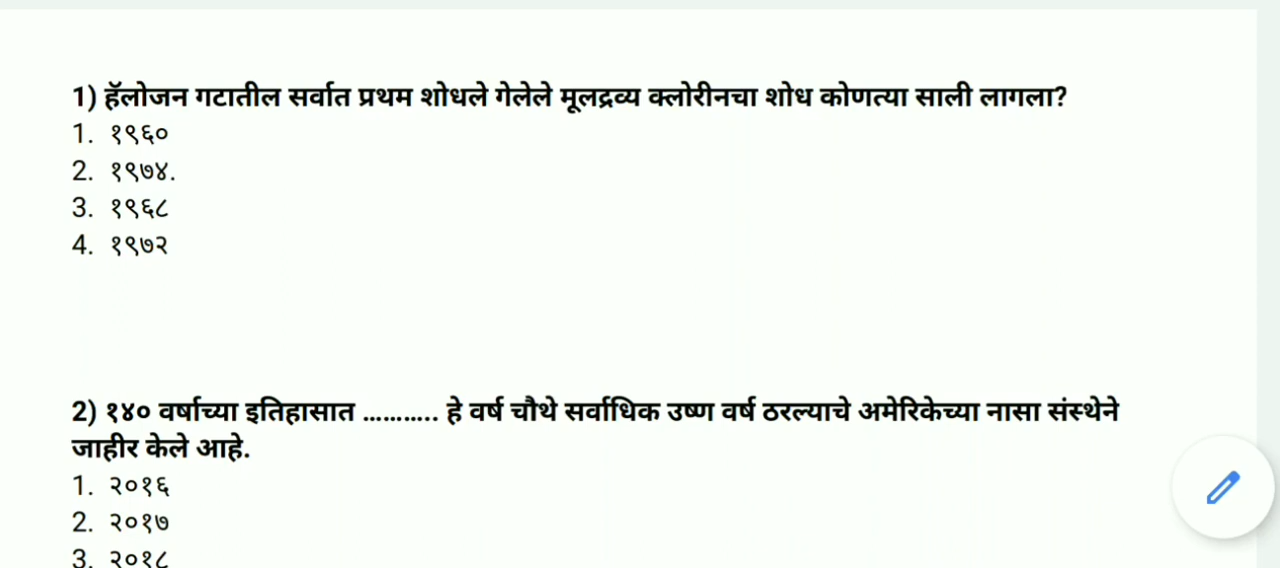 1) हॅलोजन गटातील सर्वात प्रथम शोधले गेलेले मूलद्रव्य क्लोरीनचा शोध कोणत्या साली लागला?
1. १९६०
2. १९७४.
3. १९६८
4. १९७२
2) १४० वर्षाच्या इतिहासात ........... हे वर्ष चौथे सर्वाधिक उष्ण वर्ष ठरल्याचे अमेरिकेच्या नासा संस्थेने
जाहीर केले आहे.
1. २०१६
2. २०१७
3. २०१८